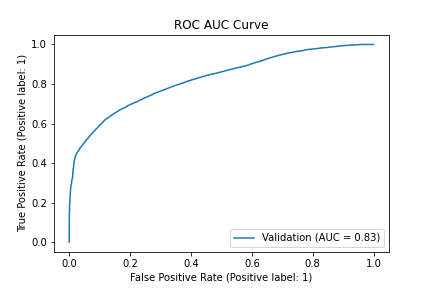 ROC AUC Curve
True Positive Rate (Positive label: 1)
1.0
0.8
0.6
0.4
0.2
0.0
Validation (AUC = 0.83)
0.0 0.2 0.4 0.6 0.8 1.0
False Positive Rate (Positive label: 1)